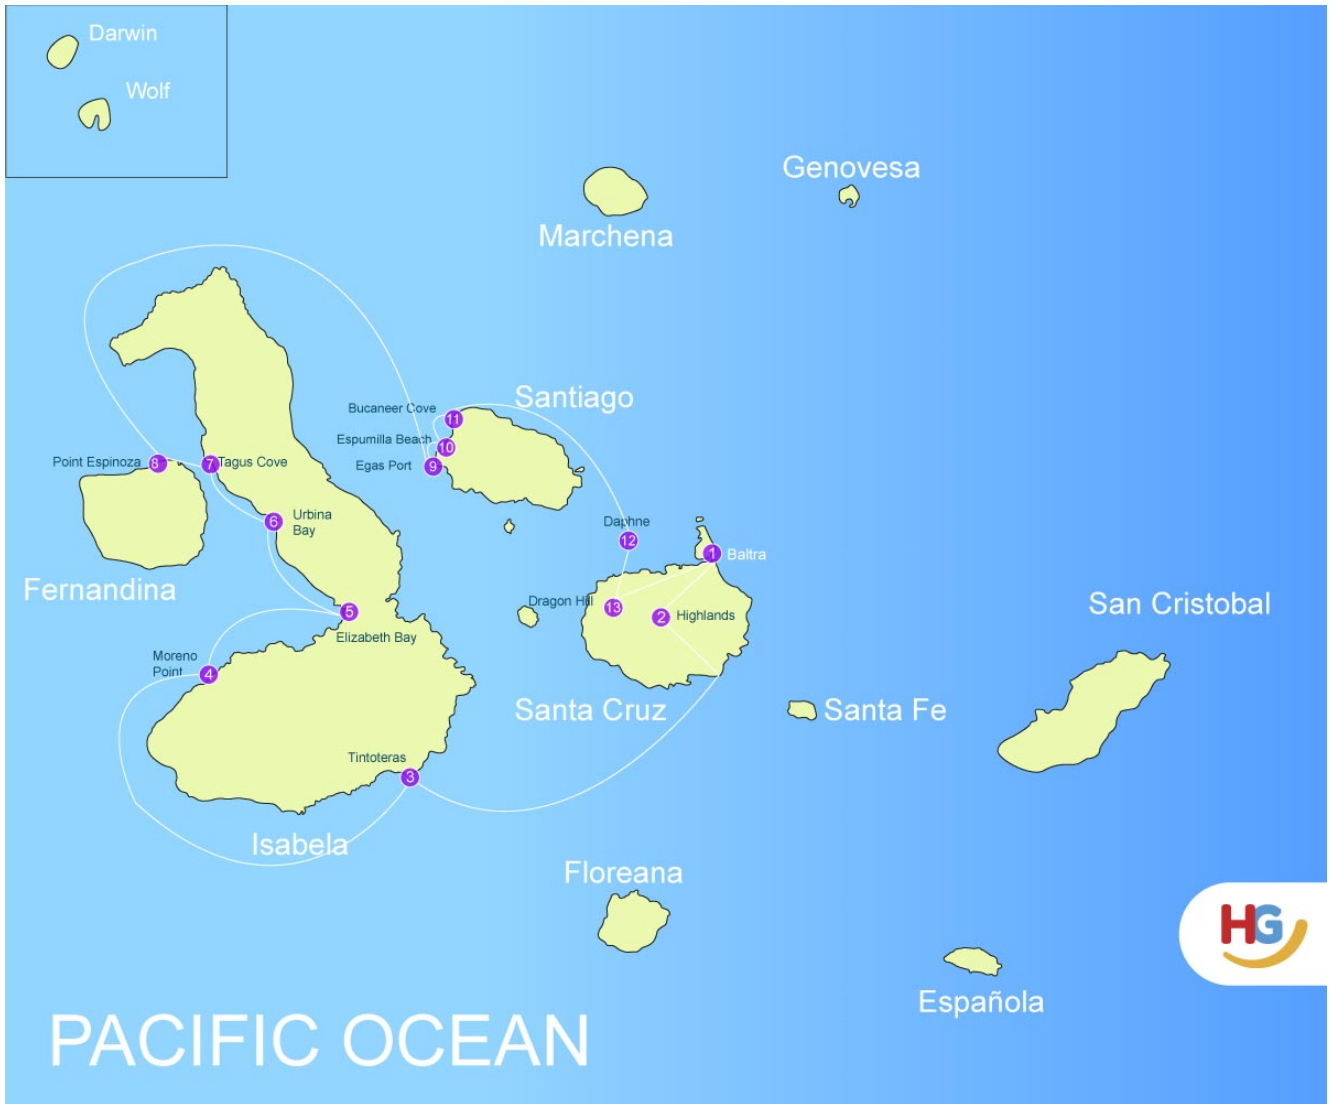 Darwin
Wolf
Genovesa
Marchena
Santiago
Bucaneer Cove
11
Espumilla Beach
10
Egas Port
9
Point Espinoza
8
7
Tagus Cove
6
Urbina
Bay
Daphne
12
1
Baltra
Fernandina
Dragon Hill
13
2
Highlands
5
Elizabeth Bay
San Cristobal
Moreno
Point
4
Santa Cruz
Santa Fe
Tintoteras
3
Isabela
Floreana
HG
Española
PACIFIC OCEAN